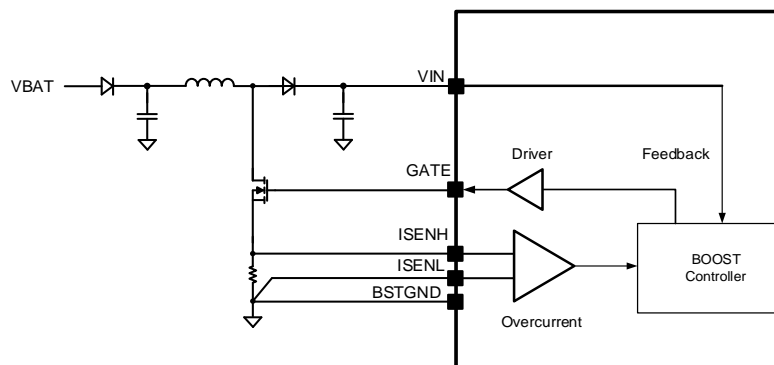 VIN
VBAT
Driver
Feedback
GATE
ISENH
ISENL
BOOST
Controller
BSTGND
Overcurrent